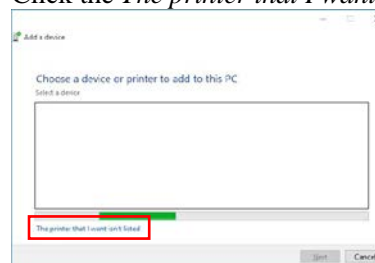 Click the The printer that I want
Add a device
Choose a device or printer to add to this PC
Select a device
The printer that I want isn't listed
Next Cancel